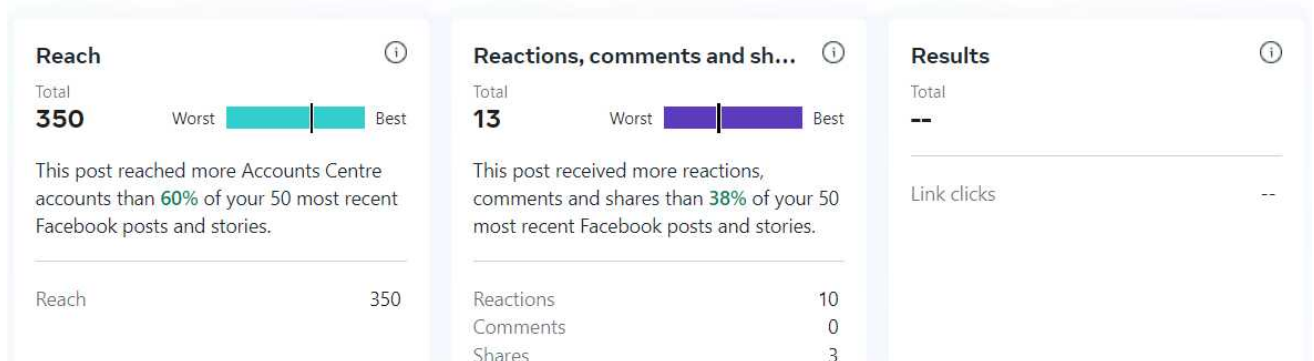 Reach
Total
350
Worst
Best
This post reached more Accounts Centre
accounts than 60% of your 50 most recent
Facebook posts and stories.
Reach 350
Reactions, comments and sh...
Total
13
Worst
Best
This post received more reactions,
comments and shares than 38% of your 50
most recent Facebook posts and stories.
Reactions 10
Comments 0
Shares 3
Results
Total
--
Link clicks --